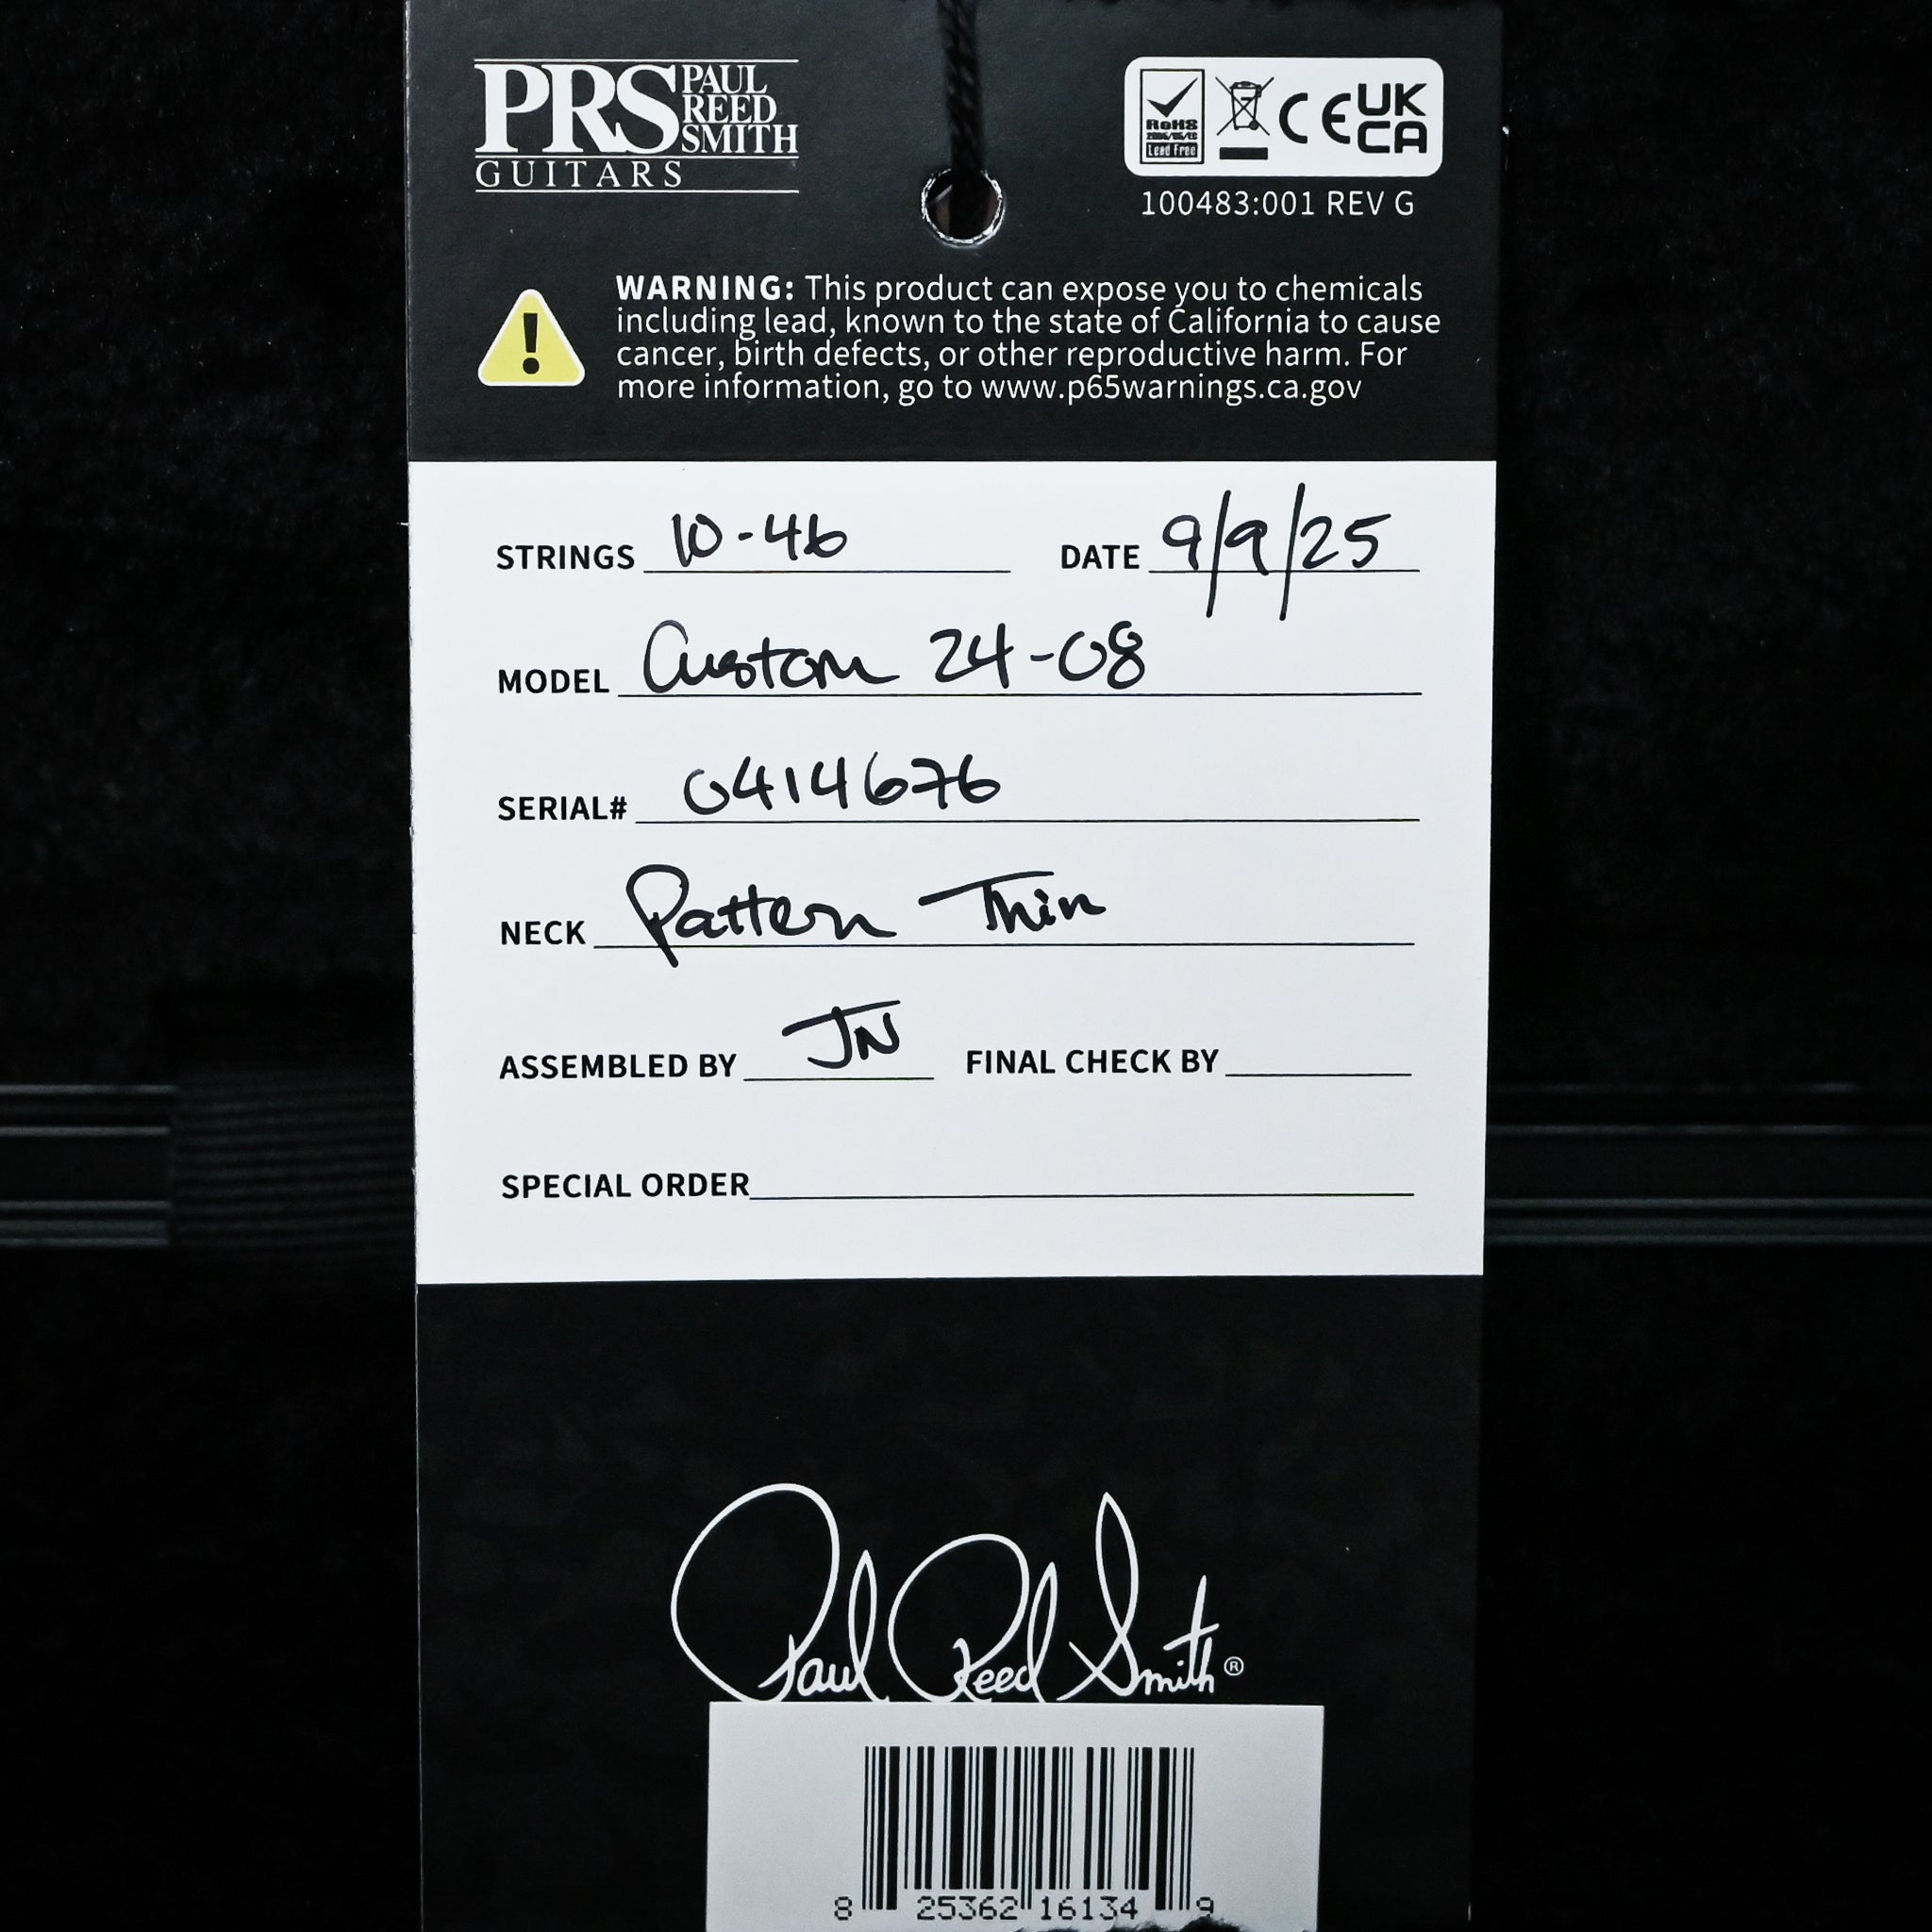 PRS PAUL REED SMITH
GUITARS
RoHS
2006/95/EC
Lead Free
CE UK CA
100483:001 REV G
WARNING: This product can expose you to chemicals
including lead, known to the state of California to cause
cancer, birth defects, or other reproductive harm. For
more information, go to www.p65warnings.ca.gov
STRINGS 10-46 DATE 9/9/25
MODEL Custom 24-08
SERIAL# 0414676
NECK Pattern Thin
ASSEMBLED BY JN FINAL CHECK BY
SPECIAL ORDER
Paul Reed Smith®
8 25362 16134 9